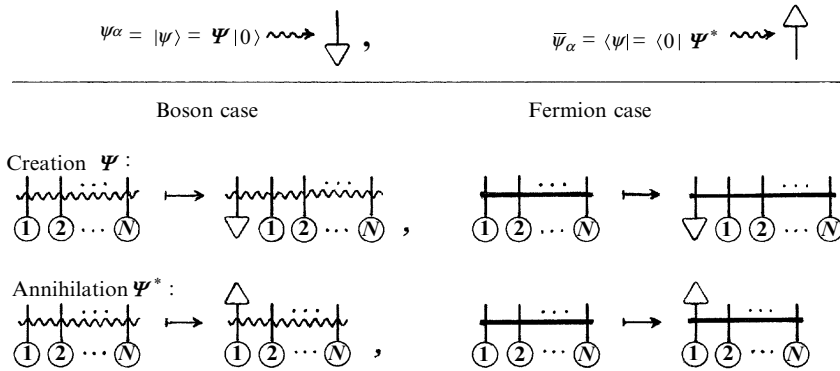 ψα = |ψ⟩ = Ψ|0⟩ , ψ̅α = ⟨ψ| = ⟨0| Ψ*
Boson case Fermion case
Creation Ψ :
... ... ... ...
1 2 ... N 1 2 ... N , 1 2 ... N 1 2 ... N
Annihilation Ψ* :
... ... ... ...
1 2 ... N 1 2 ... N , 1 2 ... N 1 2 ... N